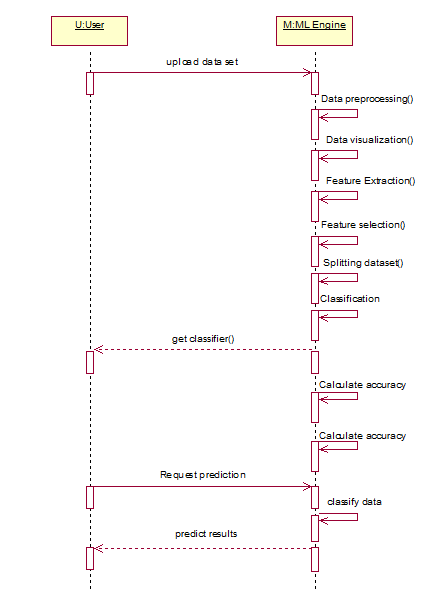 U:User
M:ML Engine
upload data set
Data preprocessing()
Data visualization()
Feature Extraction()
Feature selection()
Splitting dataset()
Classification
get classifier()
Calculate accuracy
Calculate accuracy
Request prediction
classify data
predict results